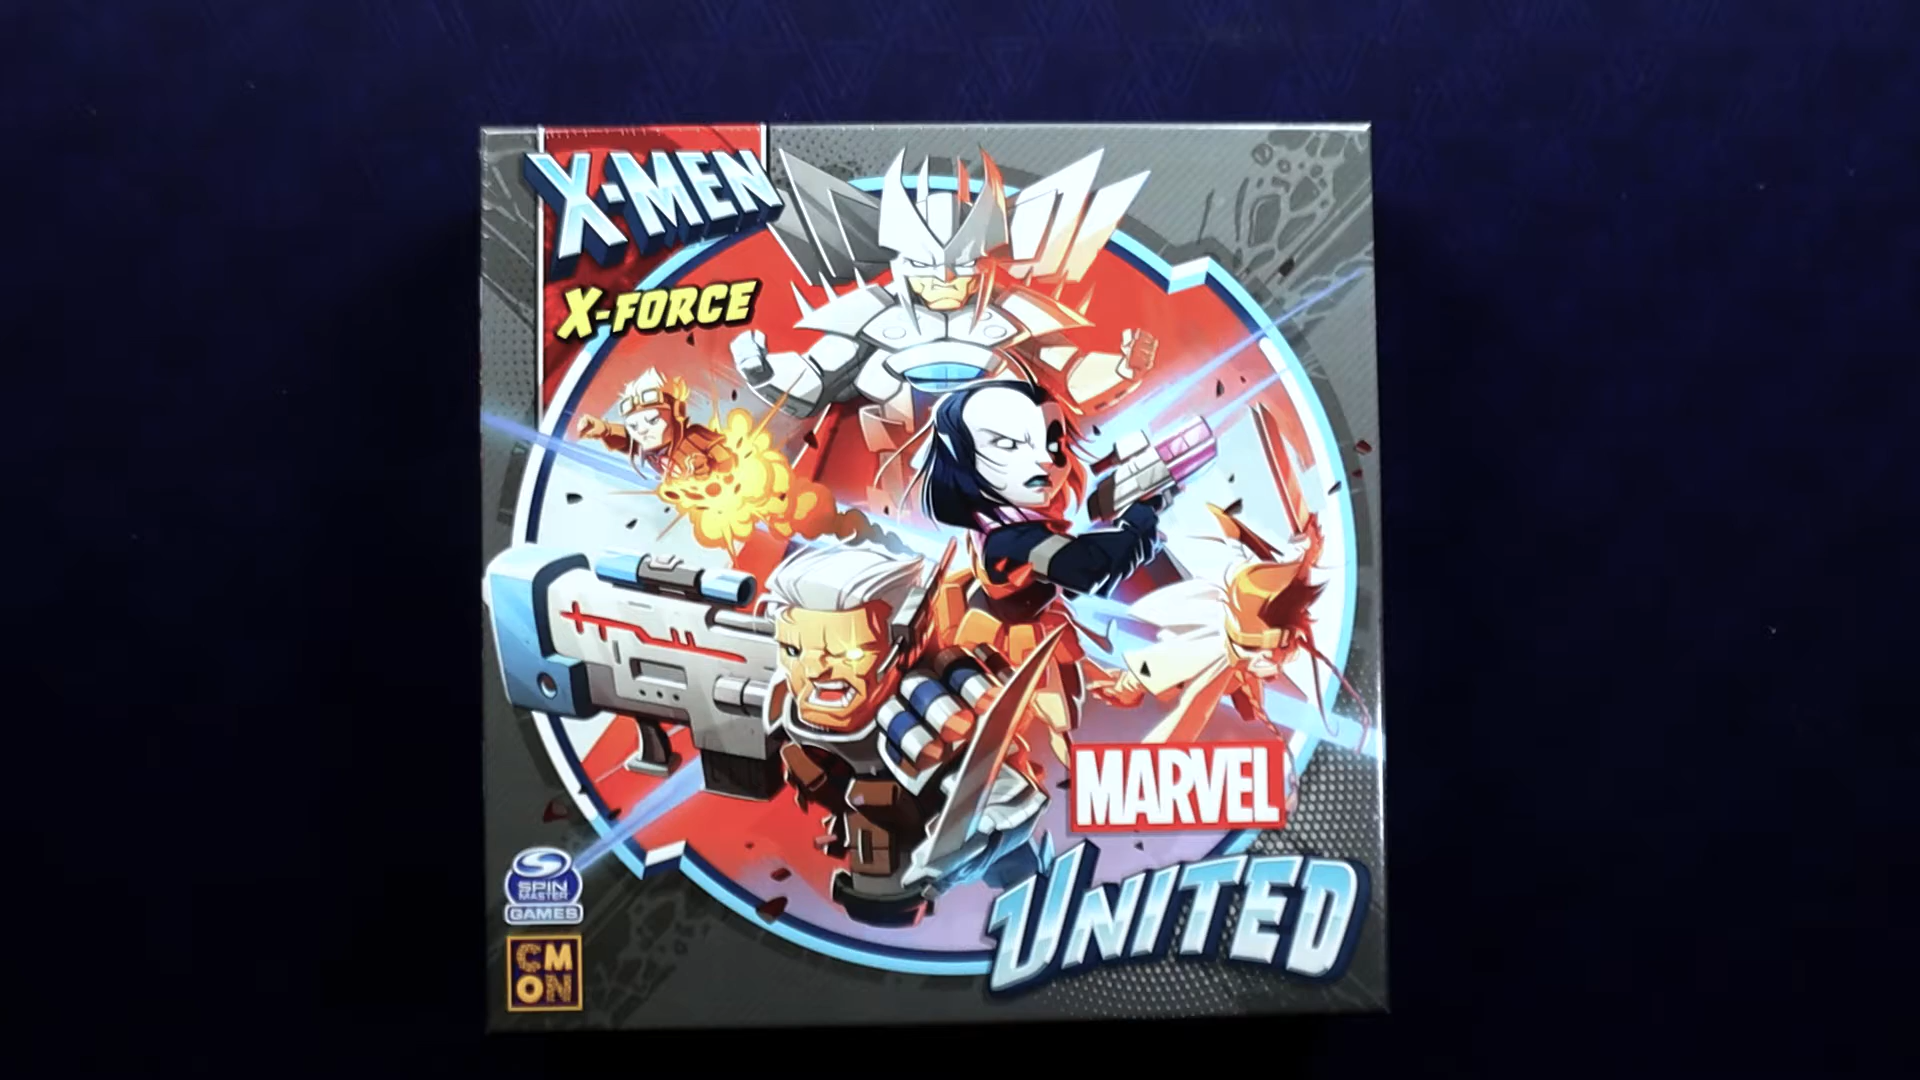 X-MEN
X-FORCE
MARVEL
UNITED
SPIN
MASTER
GAMES
CM
ON